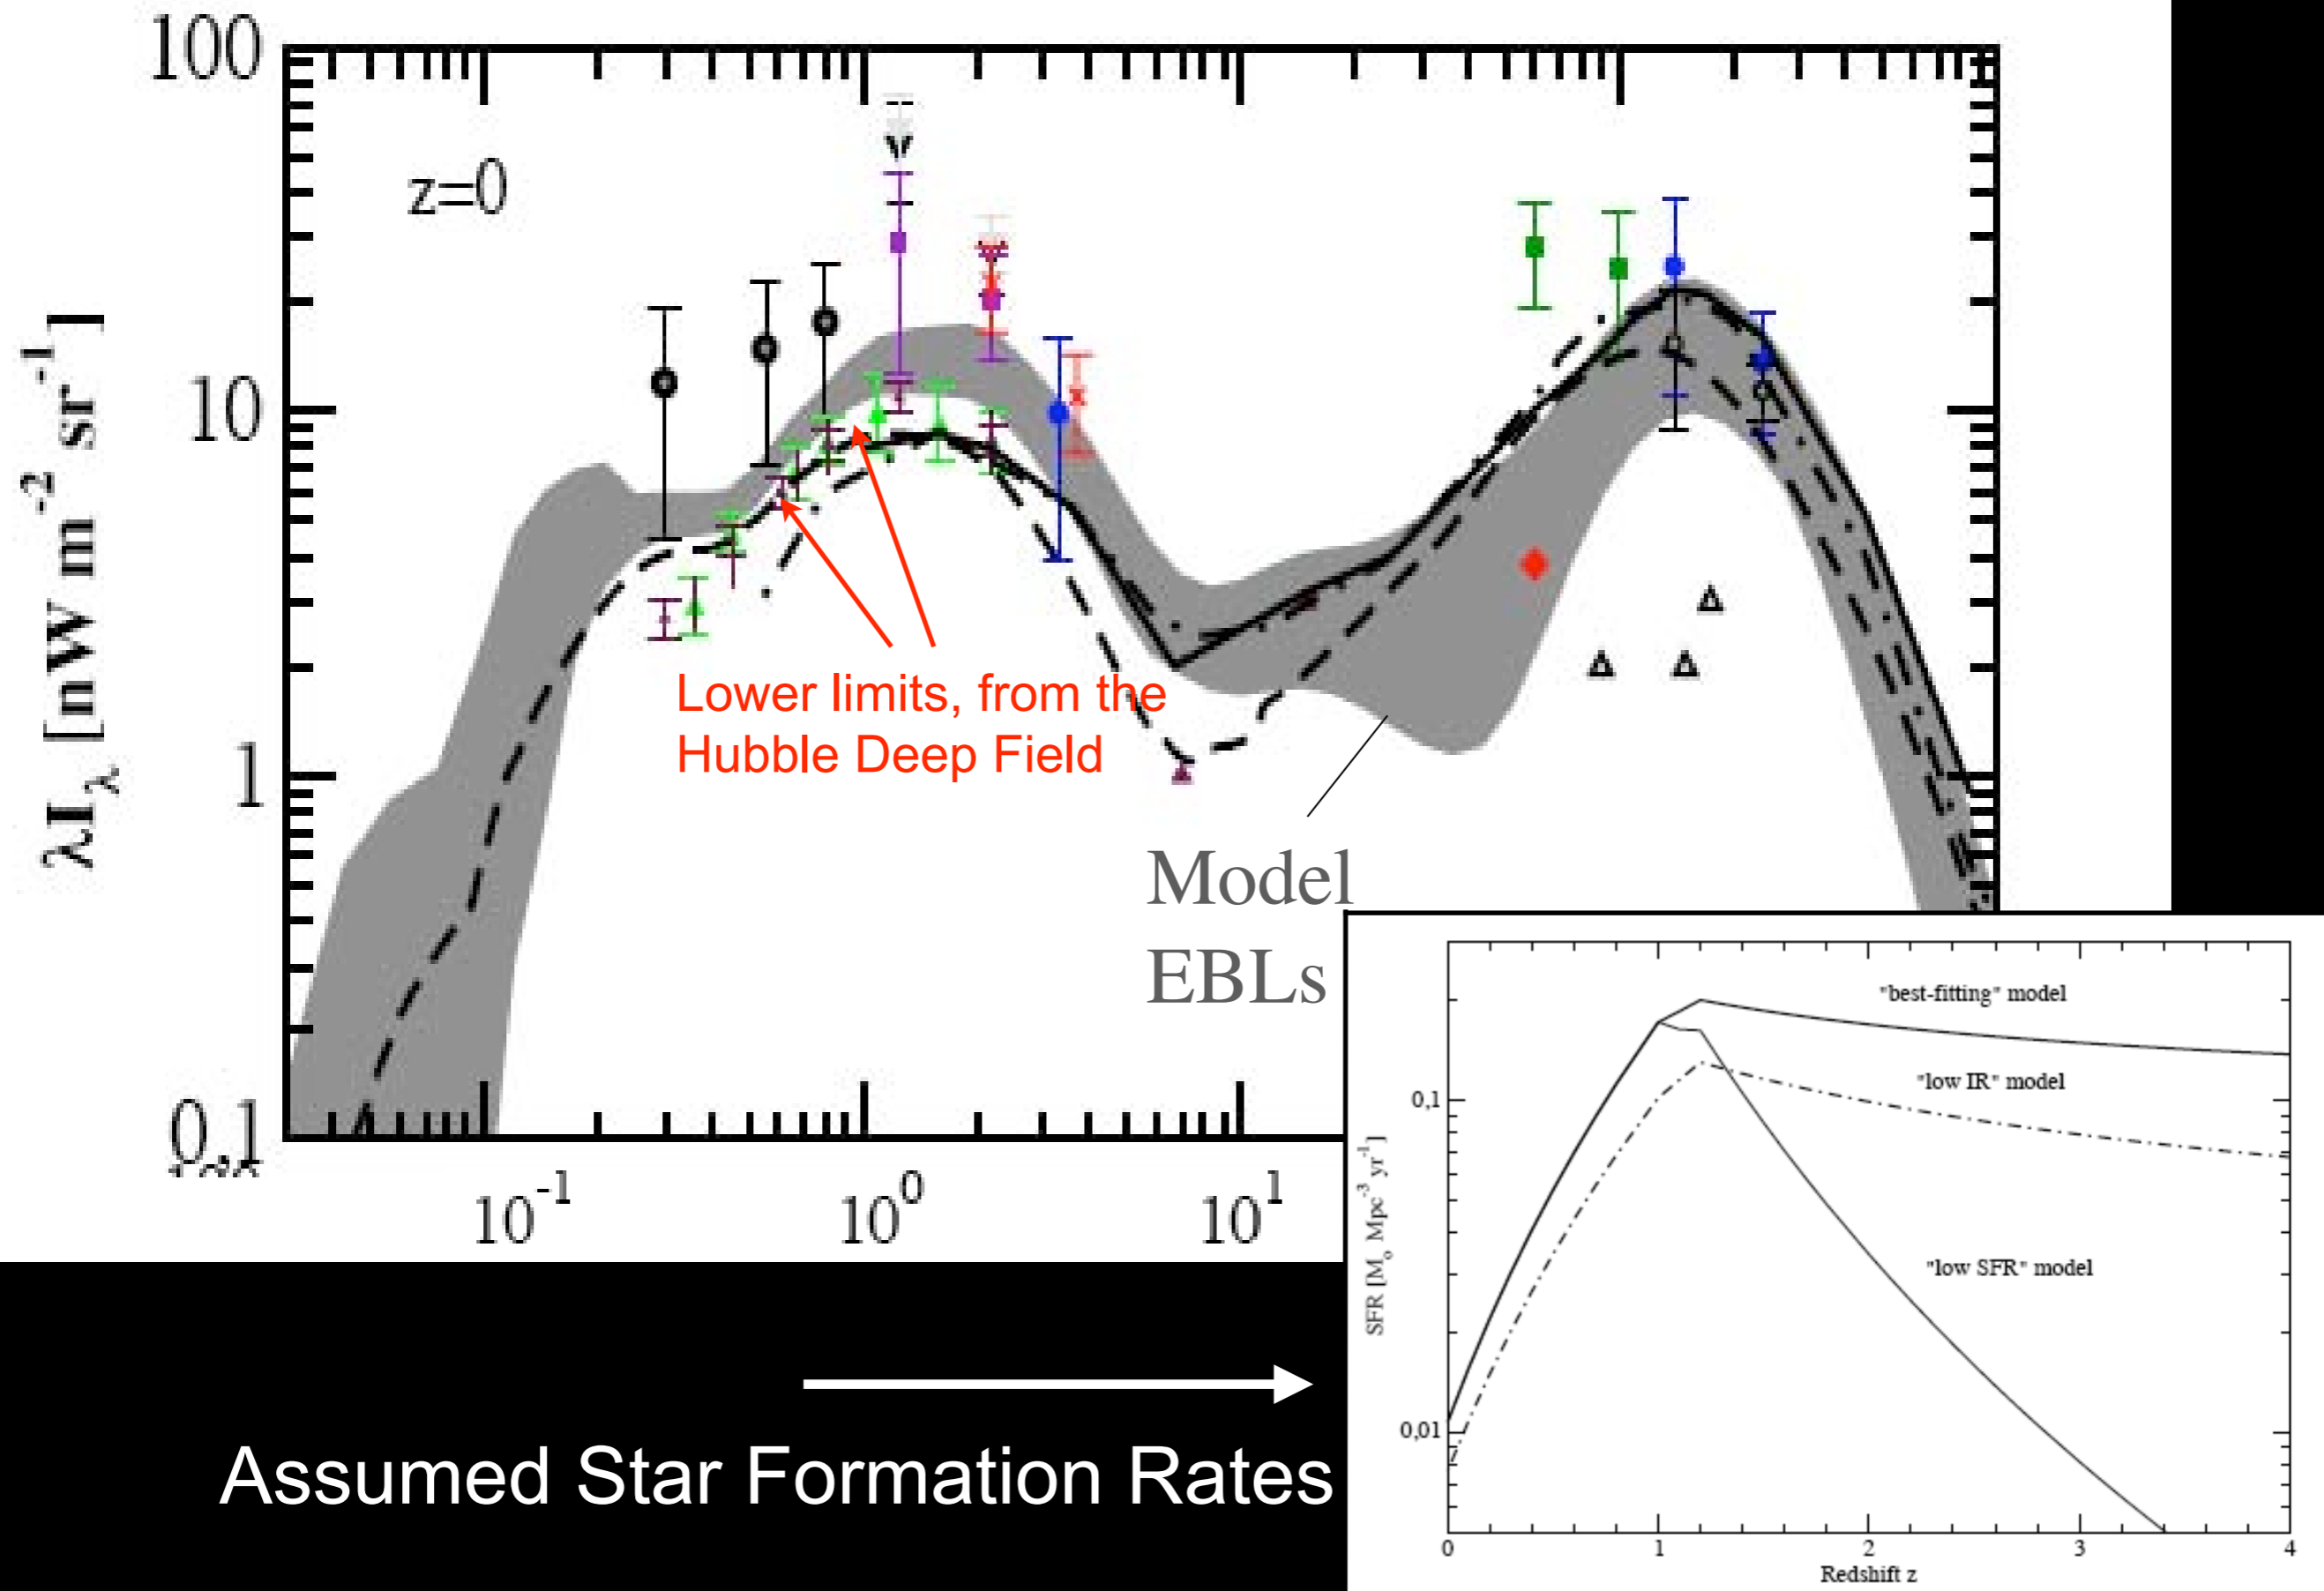 100
z=0
λI_λ [nW m^-2 sr^-1]
10
Lower limits, from the
Hubble Deep Field
1
Model
EBLs
0.1
10^-1
10^0
10^1
Assumed Star Formation Rates
"best-fitting" model
"low IR" model
"low SFR" model
SFR [M_o Mpc^-3 yr^-1]
0,1
0,01
0
1
2
3
4
Redshift z